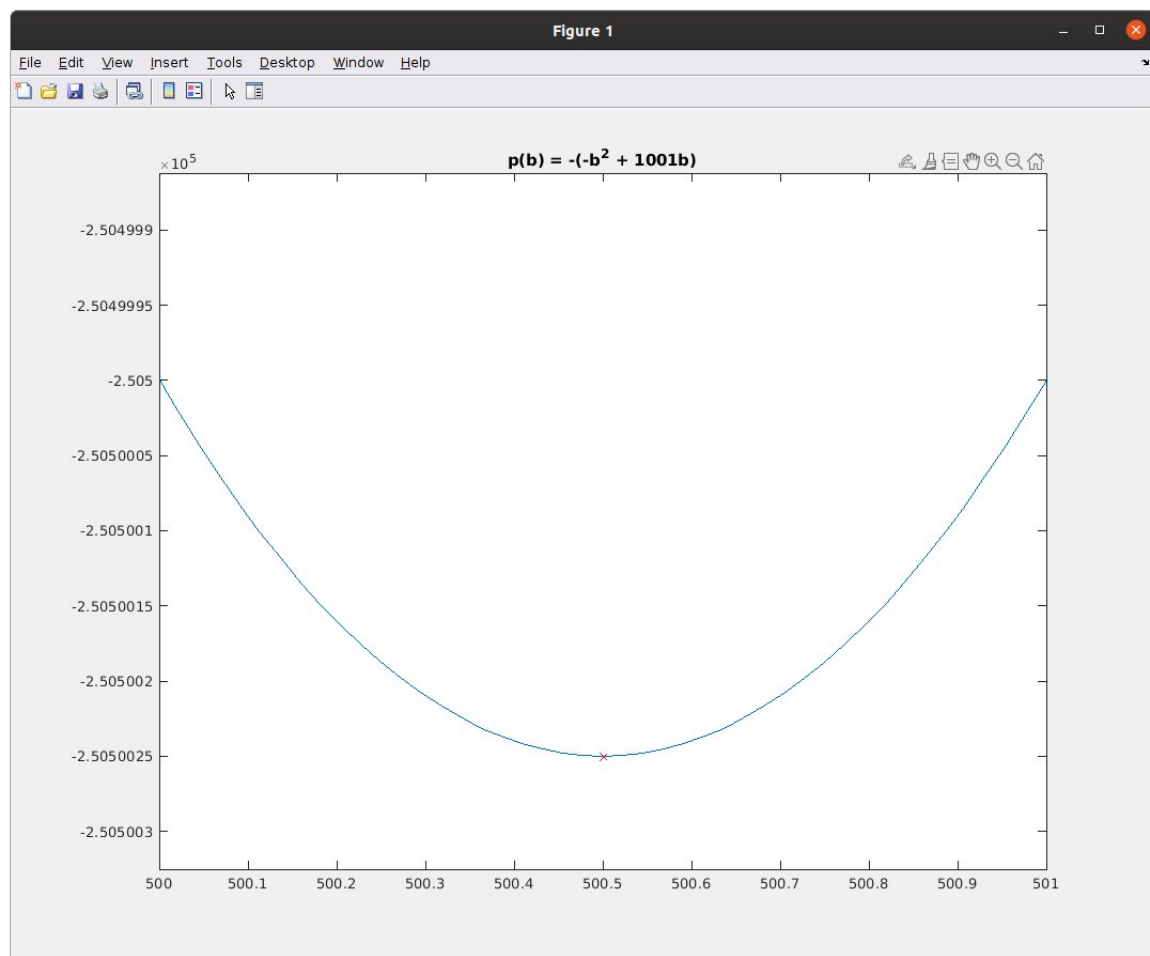 Figure 1
File Edit View Insert Tools Desktop Window Help
×10⁵
p(b) = -(-b² + 1001b)
-2.504999
-2.5049995
-2.505
-2.5050005
-2.505001
-2.5050015
-2.505002
-2.5050025
-2.505003
500 500.1 500.2 500.3 500.4 500.5 500.6 500.7 500.8 500.9 501